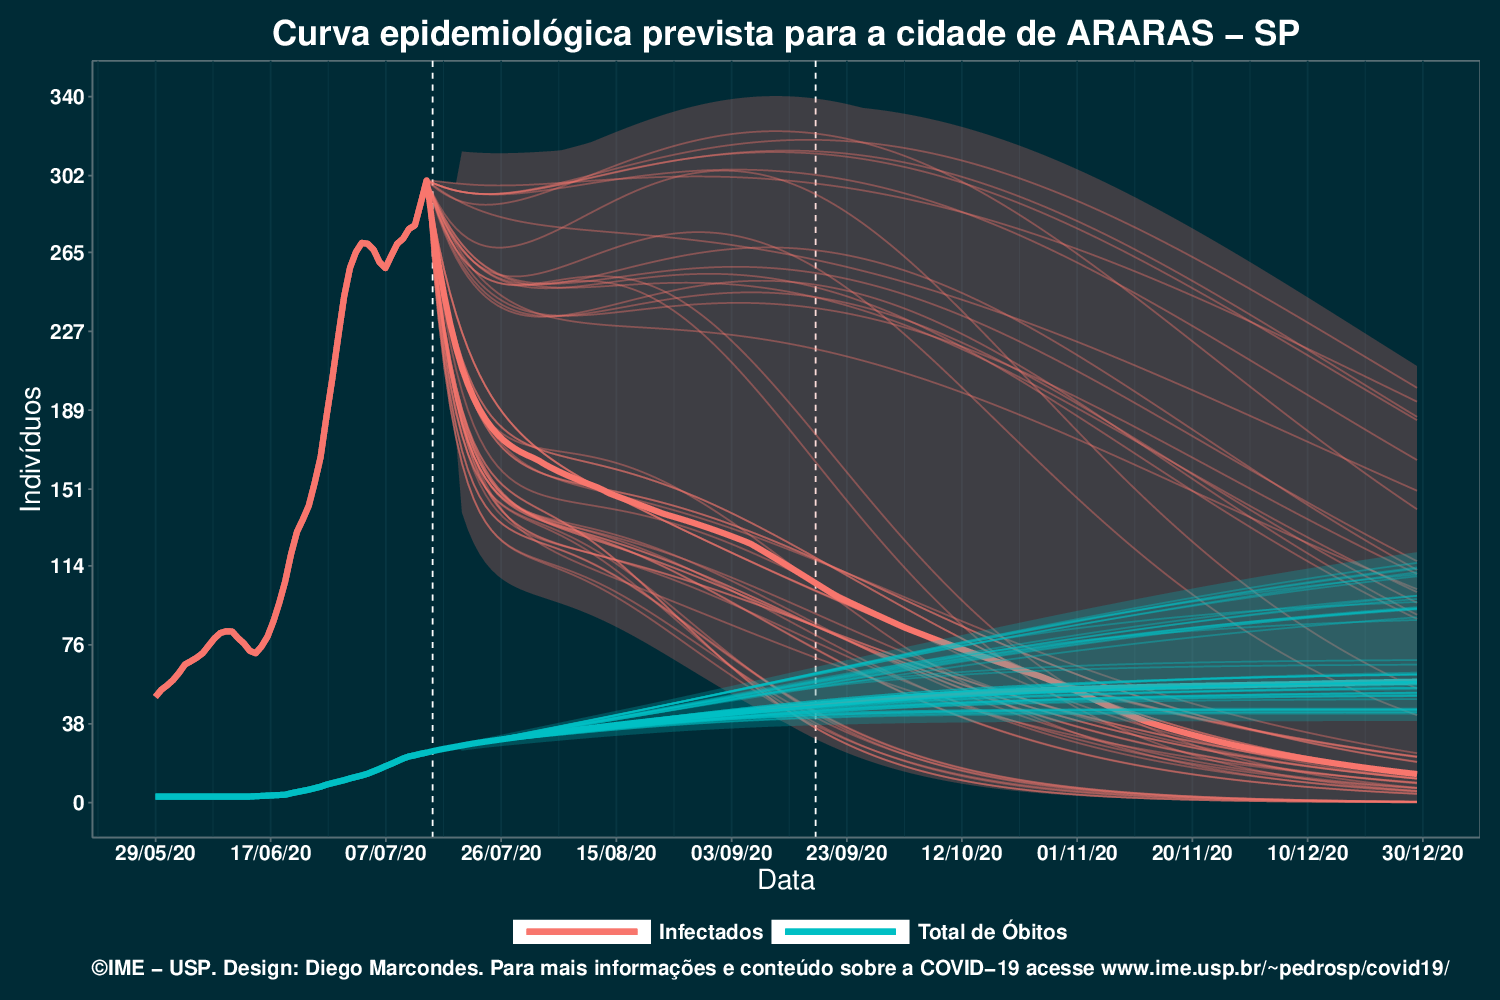 Curva epidemiológica prevista para a cidade de ARARAS – SP
Indivíduos
340
302
265
227
189
151
114
76
38
0
29/05/20 17/06/20 07/07/20 26/07/20 15/08/20 03/09/20 23/09/20 12/10/20 01/11/20 20/11/20 10/12/20 30/12/20
Data
Infectados Total de Óbitos
©IME – USP. Design: Diego Marcondes. Para mais informações e conteúdo sobre a COVID–19 acesse www.ime.usp.br/~pedrosp/covid19/